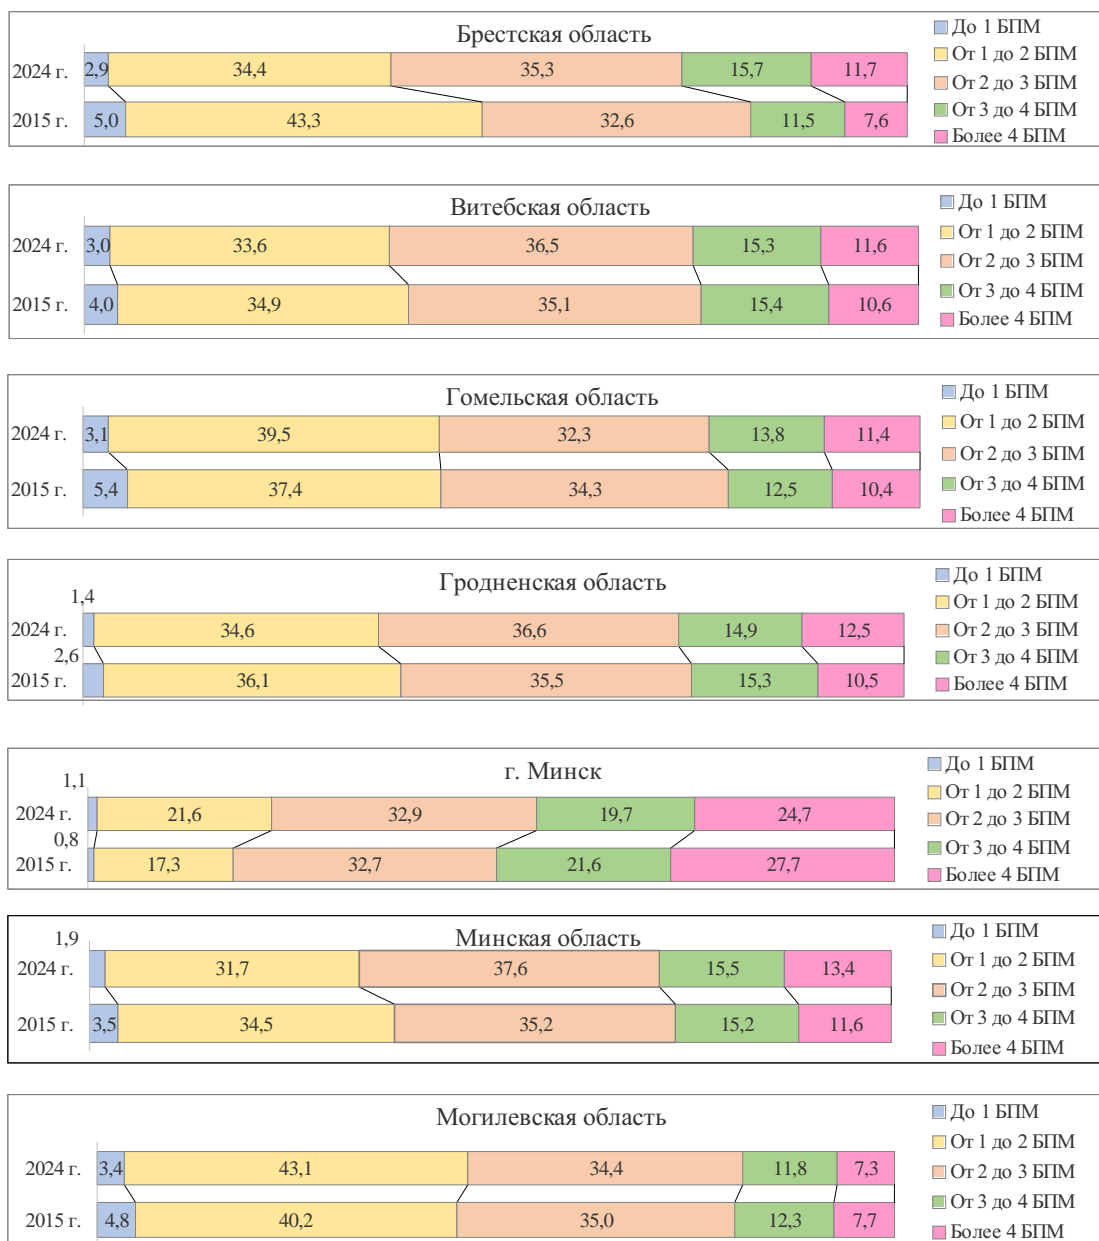 Брестская область
2024 г. 2,9 34,4 35,3 15,7 11,7
2015 г. 5,0 43,3 32,6 11,5 7,6
До 1 БПМ
От 1 до 2 БПМ
От 2 до 3 БПМ
От 3 до 4 БПМ
Более 4 БПМ
Витебская область
2024 г. 3,0 33,6 36,5 15,3 11,6
2015 г. 4,0 34,9 35,1 15,4 10,6
До 1 БПМ
От 1 до 2 БПМ
От 2 до 3 БПМ
От 3 до 4 БПМ
Более 4 БПМ
Гомельская область
2024 г. 3,1 39,5 32,3 13,8 11,4
2015 г. 5,4 37,4 34,3 12,5 10,4
До 1 БПМ
От 1 до 2 БПМ
От 2 до 3 БПМ
От 3 до 4 БПМ
Более 4 БПМ
Гродненская область
1,4
2024 г. 34,6 36,6 14,9 12,5
2,6
2015 г. 36,1 35,5 15,3 10,5
До 1 БПМ
От 1 до 2 БПМ
От 2 до 3 БПМ
От 3 до 4 БПМ
Более 4 БПМ
г. Минск
1,1
2024 г. 21,6 32,9 19,7 24,7
0,8
2015 г. 17,3 32,7 21,6 27,7
До 1 БПМ
От 1 до 2 БПМ
От 2 до 3 БПМ
От 3 до 4 БПМ
Более 4 БПМ
Минская область
1,9
2024 г. 31,7 37,6 15,5 13,4
2015 г. 3,5 34,5 35,2 15,2 11,6
До 1 БПМ
От 1 до 2 БПМ
От 2 до 3 БПМ
От 3 до 4 БПМ
Более 4 БПМ
Могилевская область
2024 г. 3,4 43,1 34,4 11,8 7,3
2015 г. 4,8 40,2 35,0 12,3 7,7
До 1 БПМ
От 1 до 2 БПМ
От 2 до 3 БПМ
От 3 до 4 БПМ
Более 4 БПМ